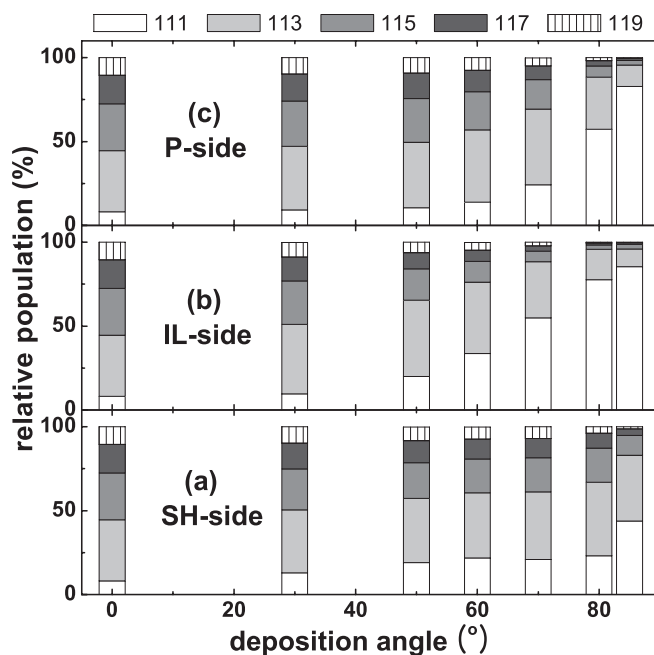 111 113 115 117 119
100
50
0
(c)
P-side
100
50
0
(b)
IL-side
100
50
0
(a)
SH-side
relative population (%)
0 20 40 60 80
deposition angle (°)